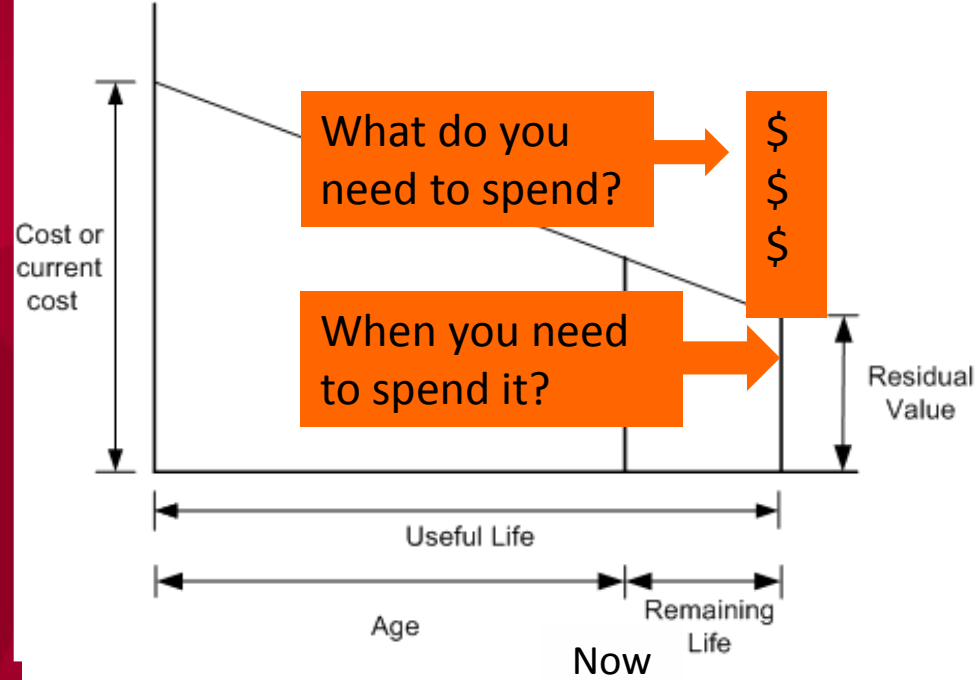 What do you
need to spend?
$
$
$
Cost or
current
cost
When you need
to spend it?
Residual
Value
Useful Life
Age
Remaining
Life
Now